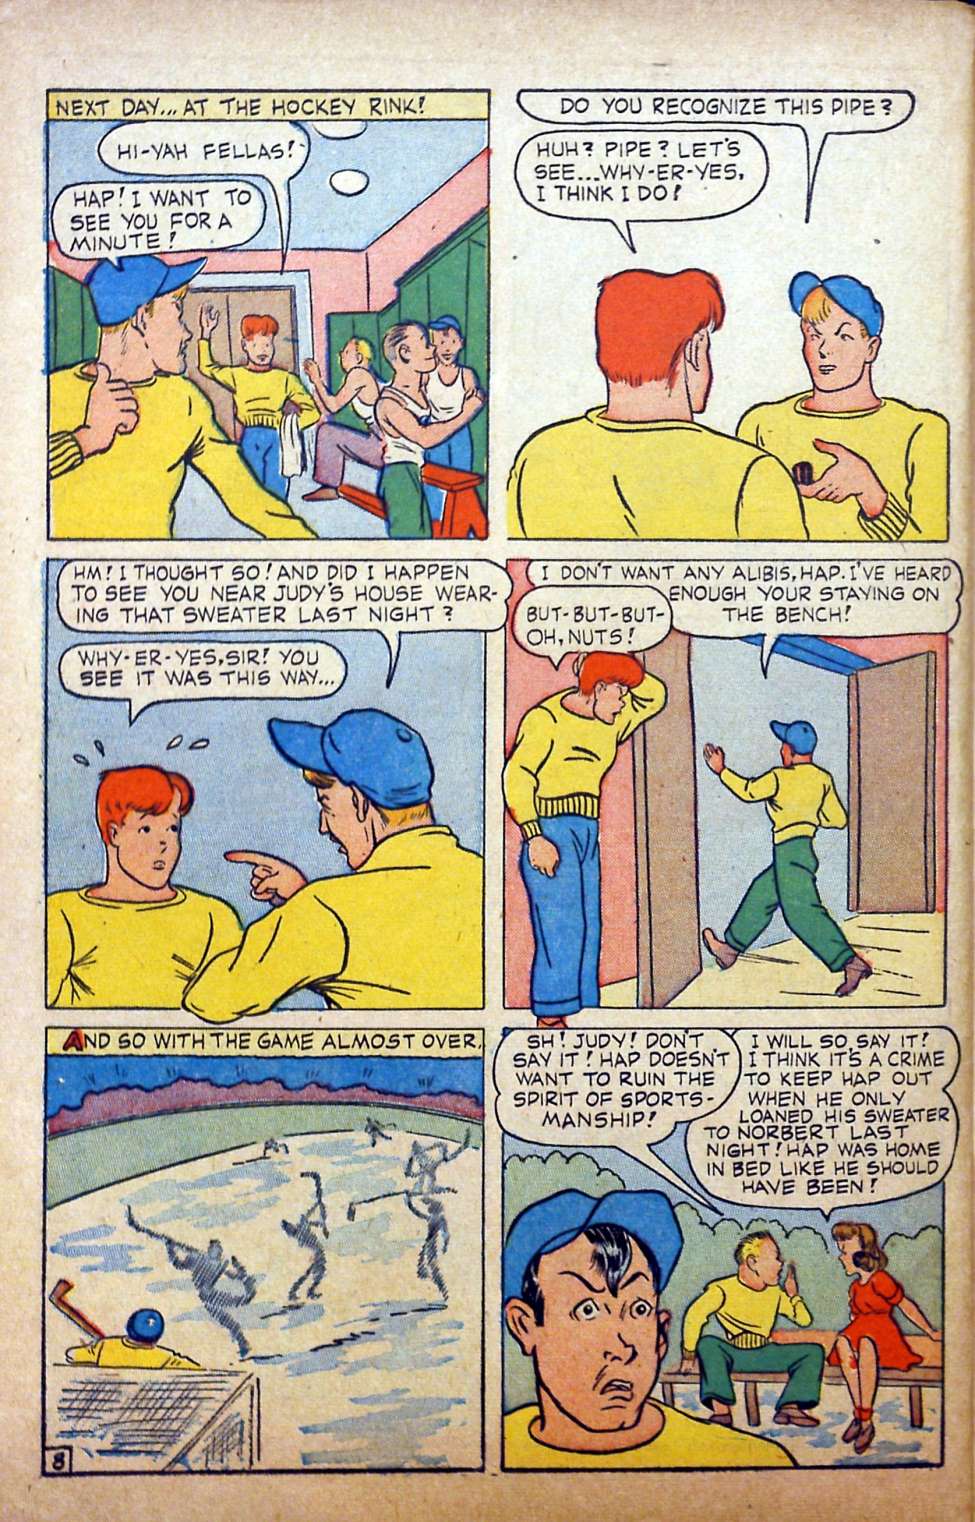 NEXT DAY... AT THE HOCKEY RINK!
HI-YAH FELLAS!
HAP! I WANT TO
SEE YOU FOR A
MINUTE!
DO YOU RECOGNIZE THIS PIPE?
HUH? PIPE? LET'S
SEE...WHY-ER-YES,
I THINK I DO!
HM! I THOUGHT SO! AND DID I HAPPEN
TO SEE YOU NEAR JUDY'S HOUSE WEAR-
ING THAT SWEATER LAST NIGHT?
WHY-ER-YES, SIR! YOU
SEE IT WAS THIS WAY...
I DON'T WANT ANY ALIBIS, HAP. I'VE HEARD
ENOUGH YOUR STAYING ON
THE BENCH!
BUT-BUT-BUT-
OH, NUTS!
AND SO WITH THE GAME ALMOST OVER.
SH! JUDY! DON'T
SAY IT! HAP DOESN'T
WANT TO RUIN THE
SPIRIT OF SPORTS-
MANSHIP!
I WILL SO SAY IT!
I THINK IT'S A CRIME
TO KEEP HAP OUT
WHEN HE ONLY
LOANED HIS SWEATER
TO NORBERT LAST
NIGHT! HAP WAS HOME
IN BED LIKE HE SHOULD
HAVE BEEN!
8